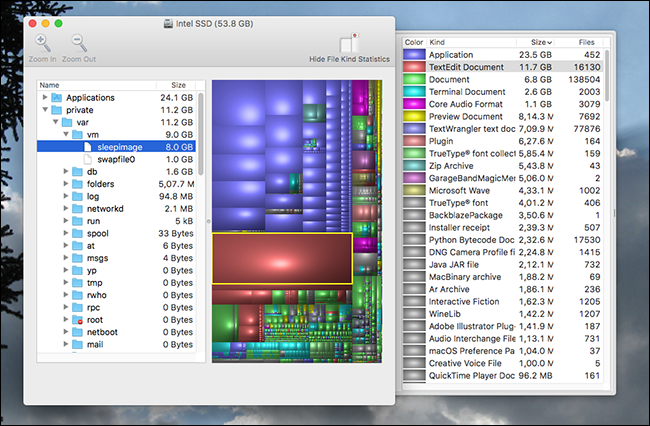 Intel SSD (53.8 GB)
Zoom In Zoom Out Hide File Kind Statistics
Name Size
Applications 24.1 GB
private 11.2 GB
var 11.2 GB
vm 9.0 GB
sleepimage 8.0 GB
swapfile0 1.0 GB
db 1.6 GB
folders 5,07.7 M
log 94.8 MB
networkd 2.1 MB
run 5 kB
spool 33 Bytes
at 6 Bytes
msgs 4 Bytes
yp 0 Bytes
tmp 0 Bytes
rwho 0 Bytes
rpc 0 Bytes
root 0 Bytes
netboot 0 Bytes
mail 0 Bytes
Color Kind Size Files
Application 23.5 GB 452
TextEdit Document 11.7 GB 16130
Document 6.8 GB 138504
Terminal Document 2.6 GB 2003
Core Audio Format 1.1 GB 3079
Preview Document 8,14.3 M 7692
TextWrangler text doc 7,09.9 M 77876
Plugin 6,27.6 M 164
TrueType® font collect 5,85.4 M 159
Zip Archive 5,43.8 M 43
GarageBandMagicMen 5,06.0 M 2
Microsoft Wave 4,33.1 M 1002
TrueType® font 4,01.2 M 406
BackblazePackage 3,50.6 M 1
Installer receipt 2,39.3 M 507
Python Bytecode Doc 2,32.6 M 17530
DNG Camera Profile fi 2,24.8 M 1415
Java JAR file 2,12.1 M 732
MacBinary archive 1,88.2 M 69
Ar Archive 1,86.1 M 236
Interactive Fiction 1,62.3 M 1205
WineLib 1,42.2 M 1207
Adobe Illustrator Plug- 1,41.9 M 187
Audio Interchange File 1,13.1 M 731
macOS Preference Pa 1,04.0 M 37
Creative Voice File 1,00.0 M 5
QuickTime Player Doc 96.2 MB 161